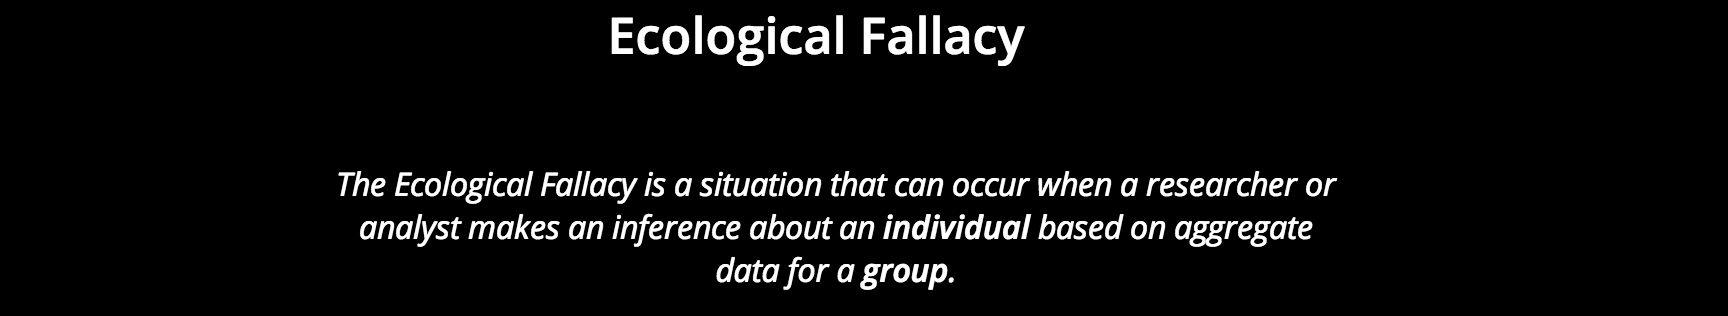 Ecological Fallacy
The Ecological Fallacy is a situation that can occur when a researcher or
analyst makes an inference about an individual based on aggregate
data for a group.